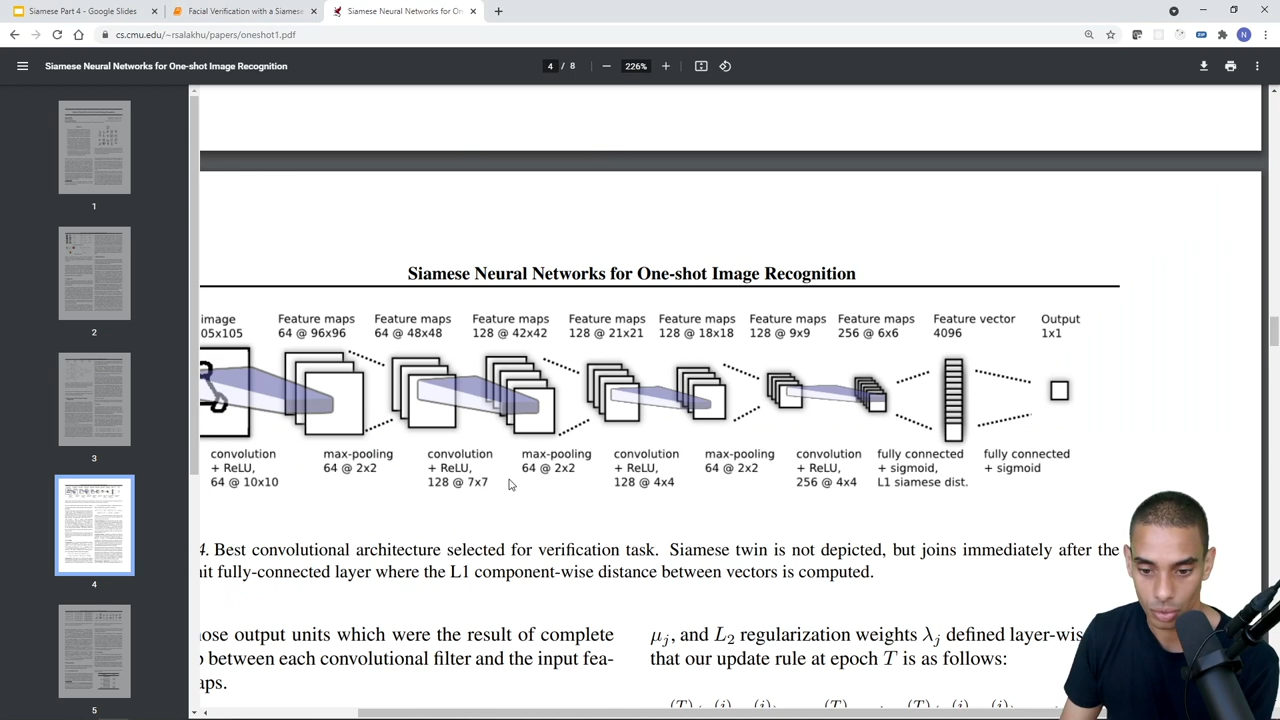 Siamese Part 4 - Google Slides
Facial Verification with a Siamese
Siamese Neural Networks for On
cs.cmu.edu/~rsalakhu/papers/oneshot1.pdf
N
Siamese Neural Networks for One-shot Image Recognition
4 / 8
226%
1
2
3
4
5
Siamese Neural Networks for One-shot Image Recognition
image Feature maps Feature maps Feature maps Feature maps Feature maps Feature maps Feature maps Feature vector Output
05x105 64 @ 96x96 64 @ 48x48 128 @ 42x42 128 @ 21x21 128 @ 18x18 128 @ 9x9 256 @ 6x6 4096 1x1
convolution max-pooling convolution max-pooling convolution max-pooling convolution fully connected fully connected
+ ReLU, 64 @ 2x2 + ReLU, 64 @ 2x2 + ReLU, 64 @ 2x2 + ReLU, + sigmoid, + sigmoid
64 @ 10x10 128 @ 7x7 128 @ 4x4 256 @ 4x4 L1 siamese dist.
4. Best convolutional architecture selected for verification task. Siamese twin is not depicted, but joins immediately after the
it fully-connected layer where the L1 component-wise distance between vectors is computed.
ose output units which were the result of complete
between each convolutional filter and the input fea-
aps.
μj, and L2 regularization weights λj defined layer-wis
that our update rule at epoch T is as follows: